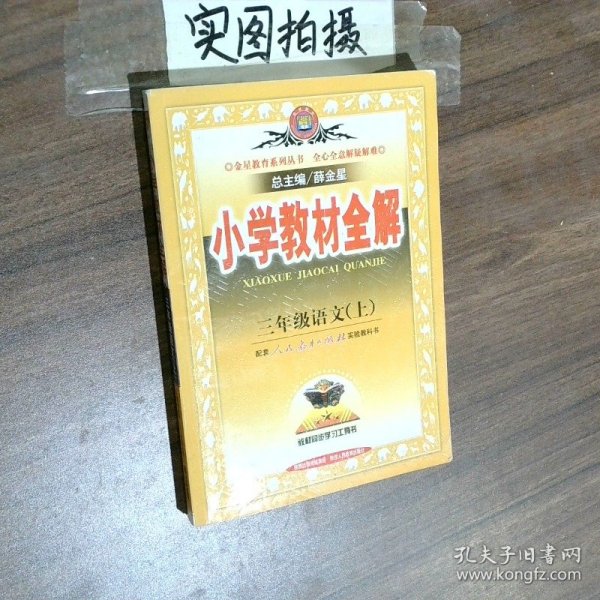 实图拍摄
◎金星教育系列丛书 全心全意解疑解难◎
总主编/薛金星
小学教材全解
XIAOXUE JIAOCAI QUANJIE
三年级语文(上)
配套 人民教育出版社 实验教科书
教材同步学习工具书
孔夫子旧书网
www.kongfz.com